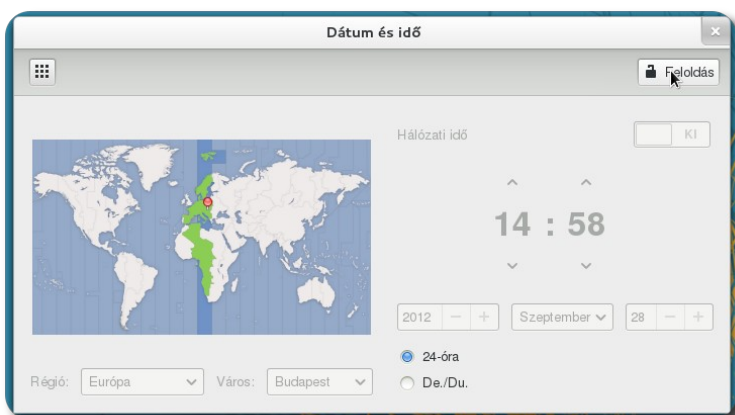 Dátum és idő
Feloldás
Hálózati idő KI
14 : 58
2012 Szeptember 28
24-óra
De./Du.
Régió: Európa Város: Budapest